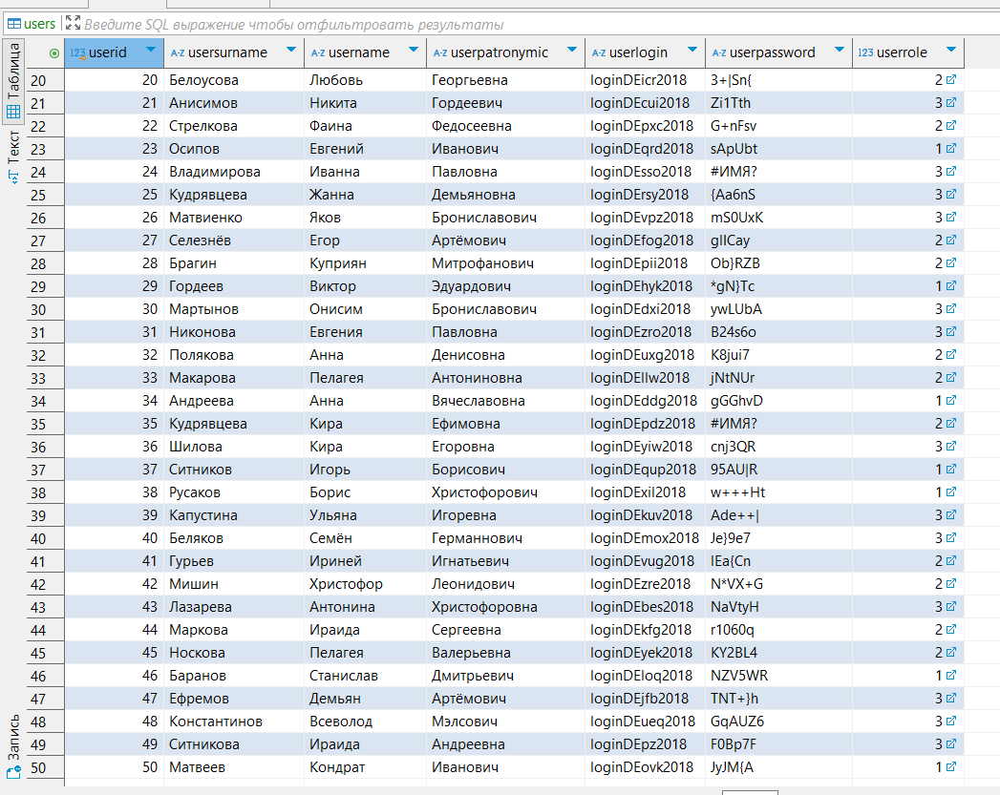 users Введите SQL выражение чтобы отфильтровать результаты
Таблица
Текст
Запись
123 userid A-Z usersurname A-Z username A-Z userpatronymic A-Z userlogin A-Z userpassword 123 userrole
20 20 Белоусова Любовь Георгьевна loginDEicr2018 3+|Sn{ 2
21 21 Анисимов Никита Гордеевич loginDEcui2018 Zi1Tth 3
22 22 Стрелкова Фаина Федосеевна loginDEpxc2018 G+nFsv 2
23 23 Осипов Евгений Иванович loginDEqrd2018 sApUbt 1
24 24 Владимирова Иванна Павловна loginDEsso2018 #ИМЯ? 3
25 25 Кудрявцева Жанна Демьяновна loginDErsy2018 {Aa6nS 3
26 26 Матвиенко Яков Брониславович loginDEvpz2018 mS0UxK 3
27 27 Селезнёв Егор Артёмович loginDEfog2018 glICay 2
28 28 Брагин Куприян Митрофанович loginDEpii2018 Ob}RZB 2
29 29 Гордеев Виктор Эдуардович loginDEhyk2018 *gN}Tc 1
30 30 Мартынов Онисим Брониславович loginDEdxi2018 ywLUbA 3
31 31 Никонова Евгения Павловна loginDEzro2018 B24s6o 3
32 32 Полякова Анна Денисовна loginDEuxg2018 K8jui7 2
33 33 Макарова Пелагея Антониновна loginDEllw2018 jNtNUr 2
34 34 Андреева Анна Вячеславовна loginDEddg2018 gGGhvD 1
35 35 Кудрявцева Кира Ефимовна loginDEpdz2018 #ИМЯ? 2
36 36 Шилова Кира Егоровна loginDEyiw2018 cnj3QR 3
37 37 Ситников Игорь Борисович loginDEqup2018 95AU|R 1
38 38 Русаков Борис Христофорович loginDExil2018 w+++Ht 1
39 39 Капустина Ульяна Игоревна loginDEkuv2018 Ade++| 3
40 40 Беляков Семён Германнович loginDEmox2018 Je}9e7 3
41 41 Гурьев Ириней Игнатьевич loginDEvug2018 lEa{Cn 2
42 42 Мишин Христофор Леонидович loginDEzre2018 N*VX+G 2
43 43 Лазарева Антонина Христофоровна loginDEbes2018 NaVtyH 3
44 44 Маркова Ираида Сергеевна loginDEkfg2018 r1060q 2
45 45 Носкова Пелагея Валерьевна loginDEyek2018 KY2BL4 2
46 46 Баранов Станислав Дмитрьевич loginDEloq2018 NZV5WR 1
47 47 Ефремов Демьян Артёмович loginDEjfb2018 TNT+}h 3
48 48 Константинов Всеволод Мэлсович loginDEueq2018 GqAUZ6 3
49 49 Ситникова Ираида Андреевна loginDEpz2018 F0Bp7F 3
50 50 Матвеев Кондрат Иванович loginDEovk2018 JyJM{A 1